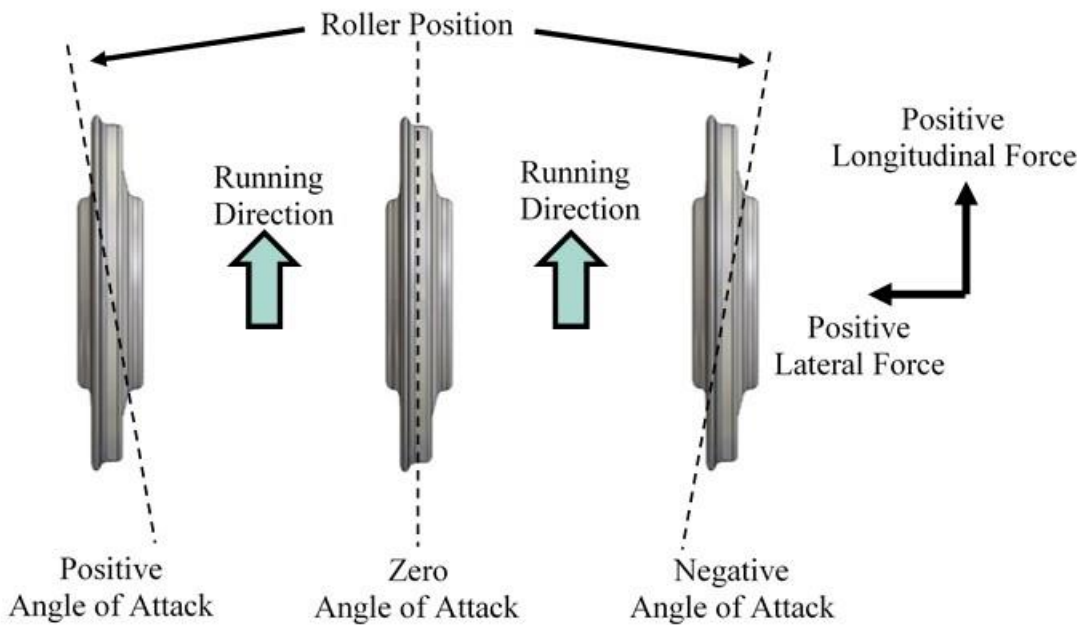 Roller Position
Running
Direction
Running
Direction
Positive
Longitudinal Force
Positive
Lateral Force
Positive
Angle of Attack
Zero
Angle of Attack
Negative
Angle of Attack